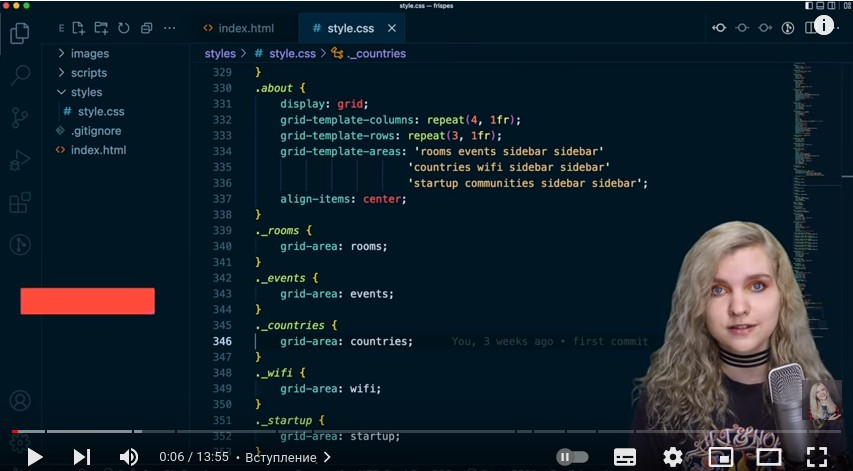 style.css — frispes
E
index.html
# style.css
images
scripts
styles
# style.css
.gitignore
index.html
styles > # style.css > ._countries
329 }
330 .about {
331 display: grid;
332 grid-template-columns: repeat(4, 1fr);
333 grid-template-rows: repeat(3, 1fr);
334 grid-template-areas: 'rooms events sidebar sidebar'
335 'countries wifi sidebar sidebar'
336 'startup communities sidebar sidebar';
337 align-items: center;
338 }
339 ._rooms {
340 grid-area: rooms;
341 }
342 ._events {
343 grid-area: events;
344 }
345 ._countries {
346 grid-area: countries; You, 3 weeks ago • first commit
347 }
348 ._wifi {
349 grid-area: wifi;
350 }
351 ._startup {
352 grid-area: startup;
0:06 / 13:55 • Вступление >